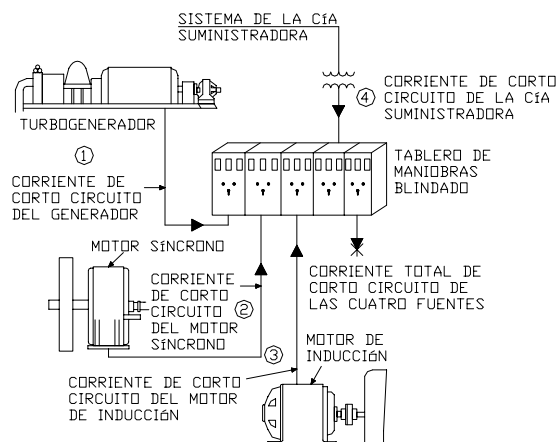 SISTEMA DE LA CíA
SUMINISTRADORA
TURBOGENERADOR
④ CORRIENTE DE CORTO
CIRCUITO DE LA CíA
SUMINISTRADORA
①
CORRIENTE DE
CORTO CIRCUITO
DEL GENERADOR
TABLERO DE
MANIOBRAS
BLINDADO
MOTOR SíNCRONO
CORRIENTE
DE CORTO
CIRCUITO ②
DEL MOTOR
SíNCRONO
CORRIENTE TOTAL DE
CORTO CIRCUITO DE
LAS CUATRO FUENTES
③
MOTOR DE
INDUCCIóN
CORRIENTE DE CORTO
CIRCUITO DEL MOTOR
DE INDUCCIóN